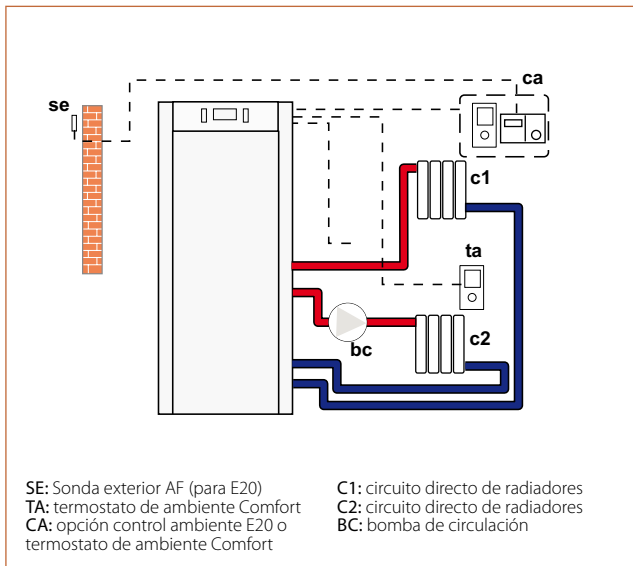 se
ca
c1
ta
c2
bc
SE: Sonda exterior AF (para E20)
TA: termostato de ambiente Comfort
CA: opción control ambiente E20 o
termostato de ambiente Comfort
C1: circuito directo de radiadores
C2: circuito directo de radiadores
BC: bomba de circulación